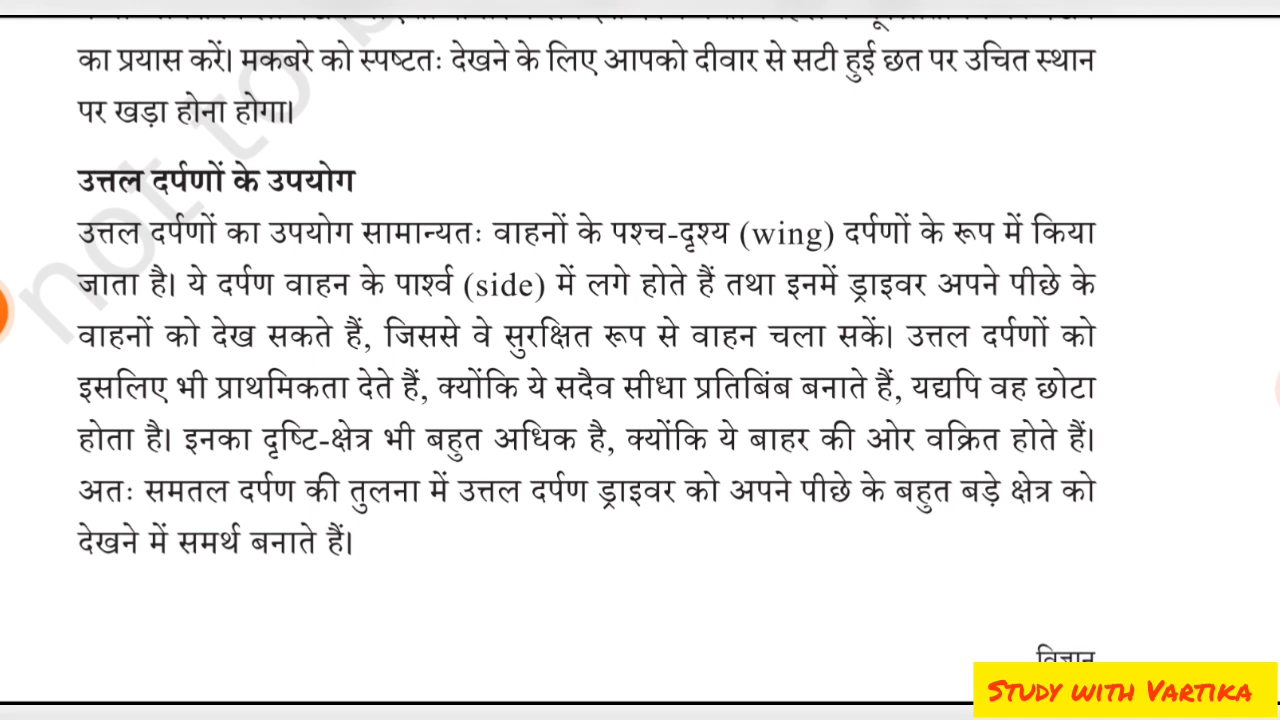 का प्रयास करें। मकबरे को स्पष्टतः देखने के लिए आपको दीवार से सटी हुई छत पर उचित स्थान
पर खड़ा होना होगा।
उत्तल दर्पणों के उपयोग
उत्तल दर्पणों का उपयोग सामान्यतः वाहनों के पश्च-दृश्य (wing) दर्पणों के रूप में किया
जाता है। ये दर्पण वाहन के पार्श्व (side) में लगे होते हैं तथा इनमें ड्राइवर अपने पीछे के
वाहनों को देख सकते हैं, जिससे वे सुरक्षित रूप से वाहन चला सकें। उत्तल दर्पणों को
इसलिए भी प्राथमिकता देते हैं, क्योंकि ये सदैव सीधा प्रतिबिंब बनाते हैं, यद्यपि वह छोटा
होता है। इनका दृष्टि-क्षेत्र भी बहुत अधिक है, क्योंकि ये बाहर की ओर वक्रित होते हैं।
अतः समतल दर्पण की तुलना में उत्तल दर्पण ड्राइवर को अपने पीछे के बहुत बड़े क्षेत्र को
देखने में समर्थ बनाते हैं।
विज्ञान
STUDY WITH VARTIKA
not to b